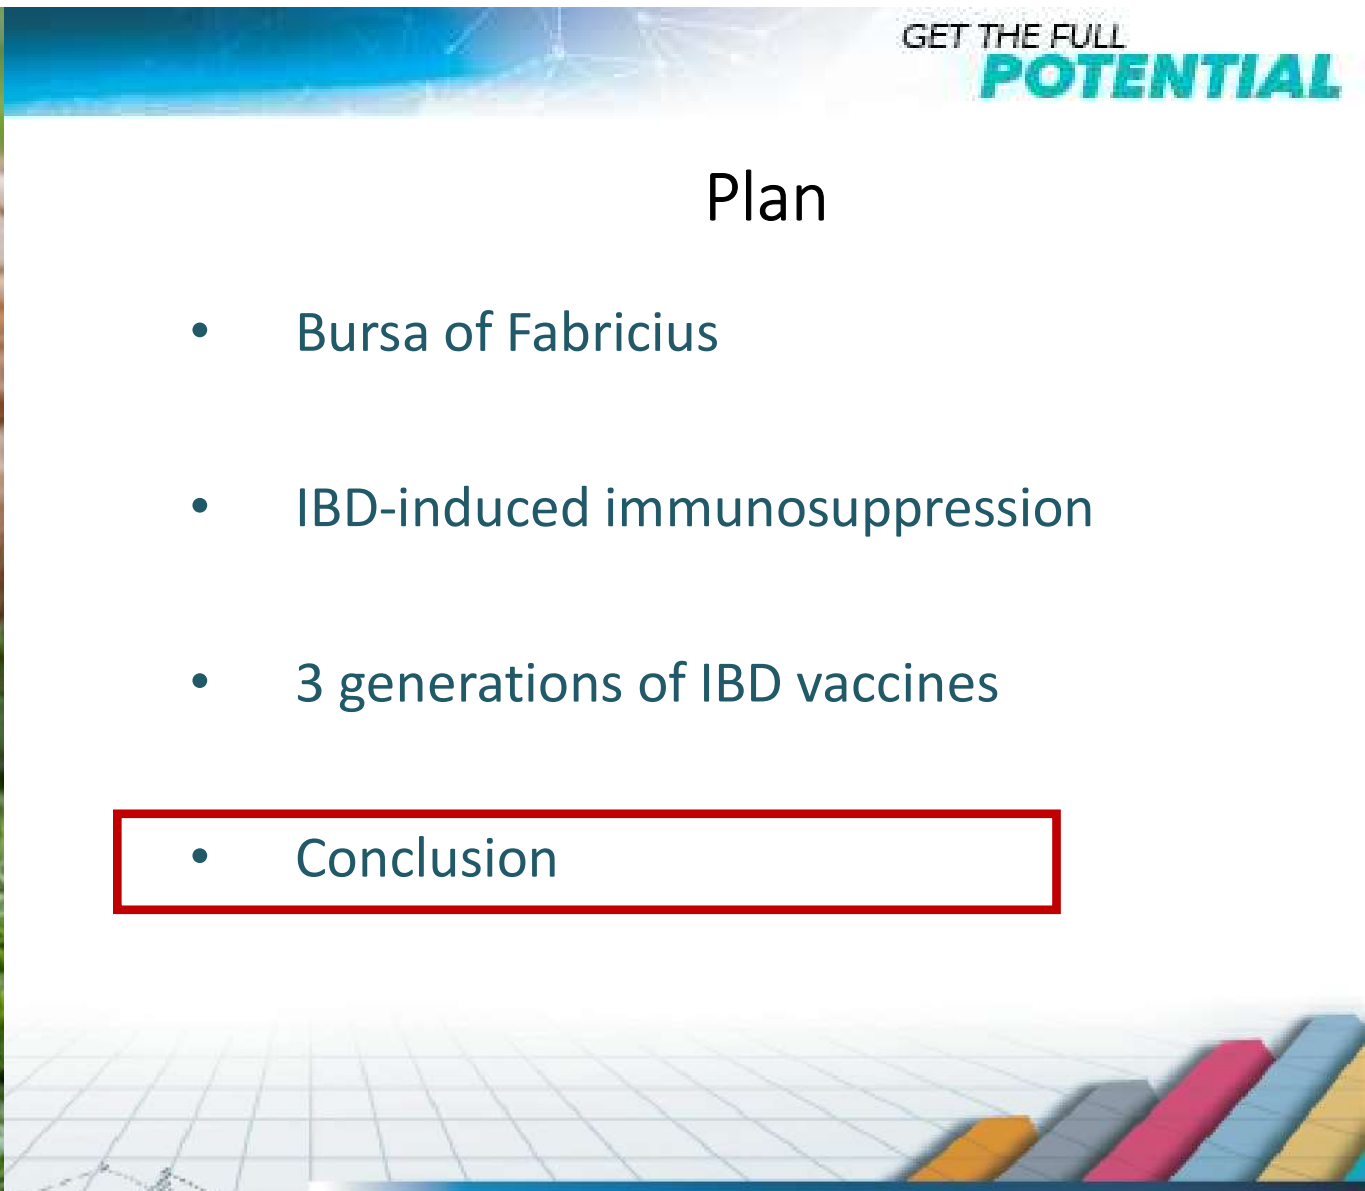 GET THE FULL
POTENTIAL
Plan
• Bursa of Fabricius
• IBD-induced immunosuppression
• 3 generations of IBD vaccines
• Conclusion